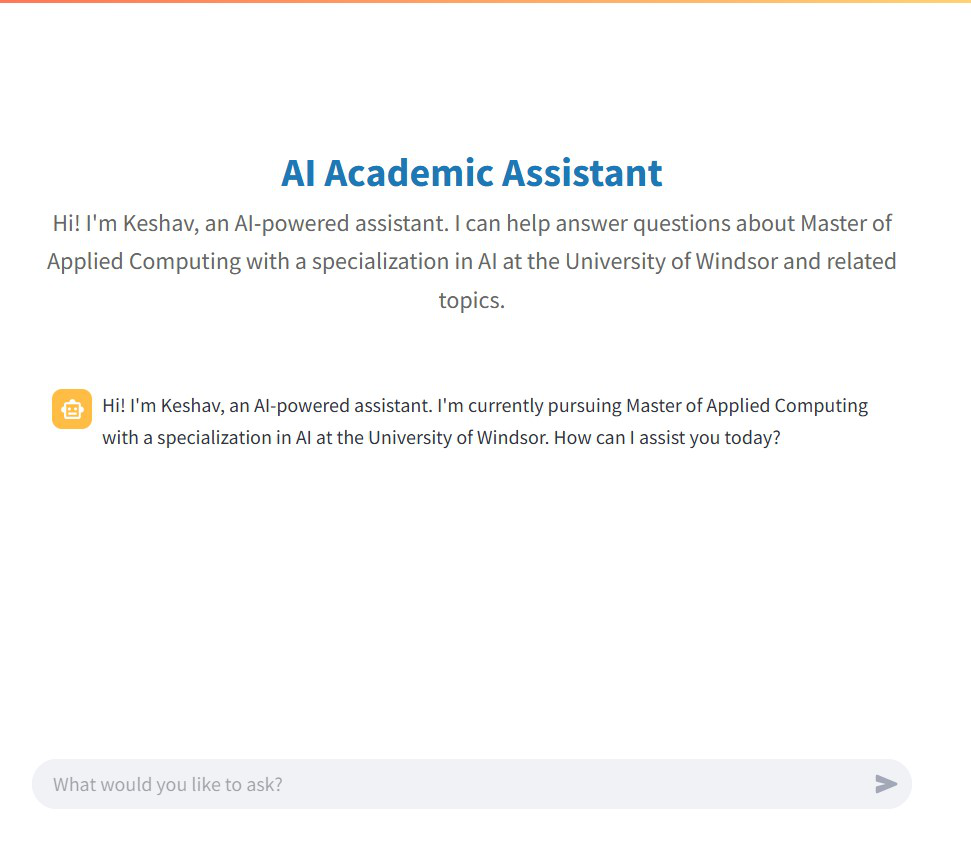 AI Academic Assistant
Hi! I'm Keshav, an AI-powered assistant. I can help answer questions about Master of
Applied Computing with a specialization in AI at the University of Windsor and related
topics.
Hi! I'm Keshav, an AI-powered assistant. I'm currently pursuing Master of Applied Computing
with a specialization in AI at the University of Windsor. How can I assist you today?
What would you like to ask?